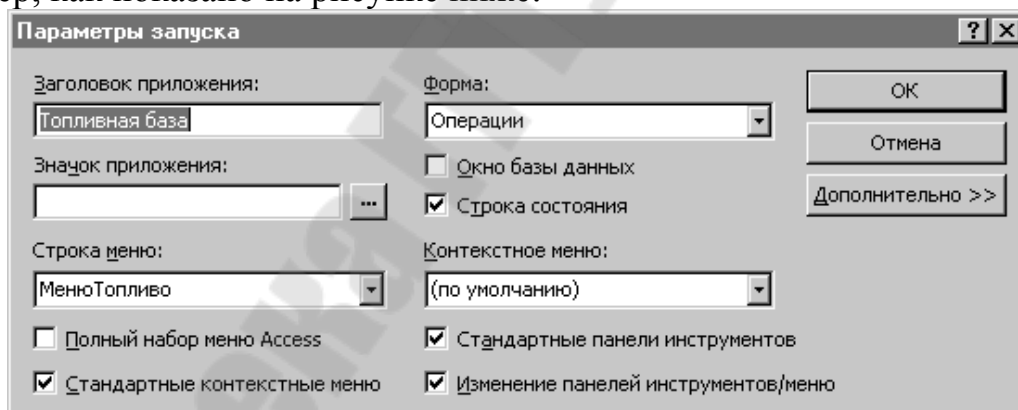 как показано на рисунке ниже.
Параметры запуска
Заголовок приложения:
Топливная база
Значок приложения:
...
Строка меню:
МенюТопливо
Полный набор меню Access
Стандартные контекстные меню
Форма:
Операции
Окно базы данных
Строка состояния
Контекстное меню:
(по умолчанию)
Стандартные панели инструментов
Изменение панелей инструментов/меню
ОК
Отмена
Дополнительно >>